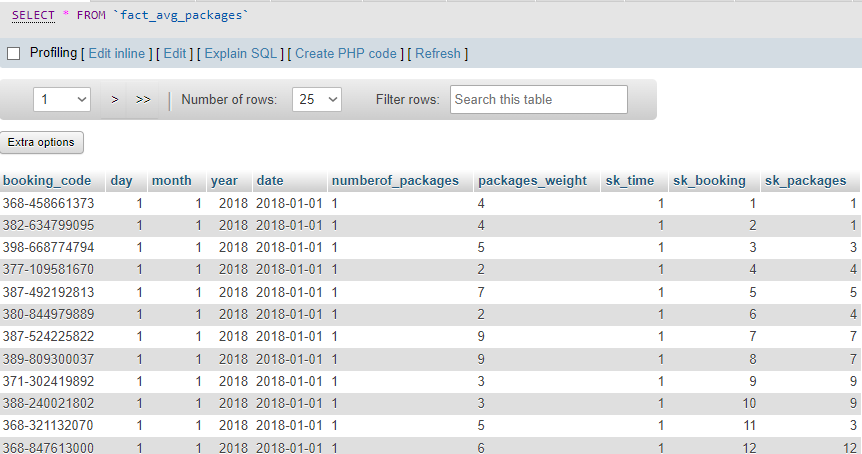 SELECT * FROM `fact_avg_packages`
Profiling [ Edit inline ] [ Edit ] [ Explain SQL ] [ Create PHP code ] [ Refresh ]
1 > >> | Number of rows: 25 Filter rows: Search this table
Extra options
booking_code day month year date numberof_packages packages_weight sk_time sk_booking sk_packages
368-458661373 1 1 2018 2018-01-01 1 4 1 1 1
382-634799095 1 1 2018 2018-01-01 1 4 1 2 1
398-668774794 1 1 2018 2018-01-01 1 5 1 3 3
377-109581670 1 1 2018 2018-01-01 1 2 1 4 4
387-492192813 1 1 2018 2018-01-01 1 7 1 5 5
380-844979889 1 1 2018 2018-01-01 1 2 1 6 4
387-524225822 1 1 2018 2018-01-01 1 9 1 7 7
389-809300037 1 1 2018 2018-01-01 1 9 1 8 7
371-302419892 1 1 2018 2018-01-01 1 3 1 9 9
388-240021802 1 1 2018 2018-01-01 1 3 1 10 9
368-321132070 1 1 2018 2018-01-01 1 5 1 11 3
368-847613000 1 1 2018 2018-01-01 1 6 1 12 12